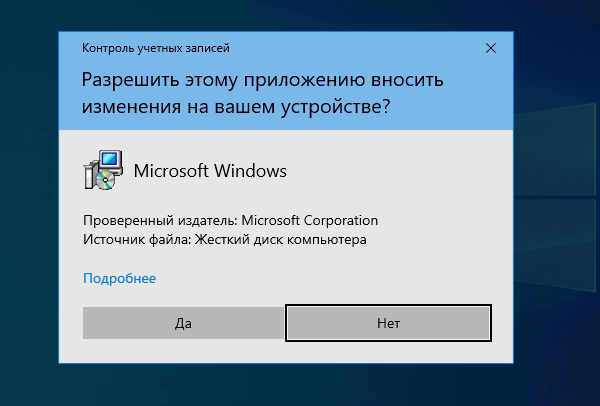 Контроль учетных записей
Разрешить этому приложению вносить
изменения на вашем устройстве?
Microsoft Windows
Проверенный издатель: Microsoft Corporation
Источник файла: Жесткий диск компьютера
Подробнее
Да
Нет